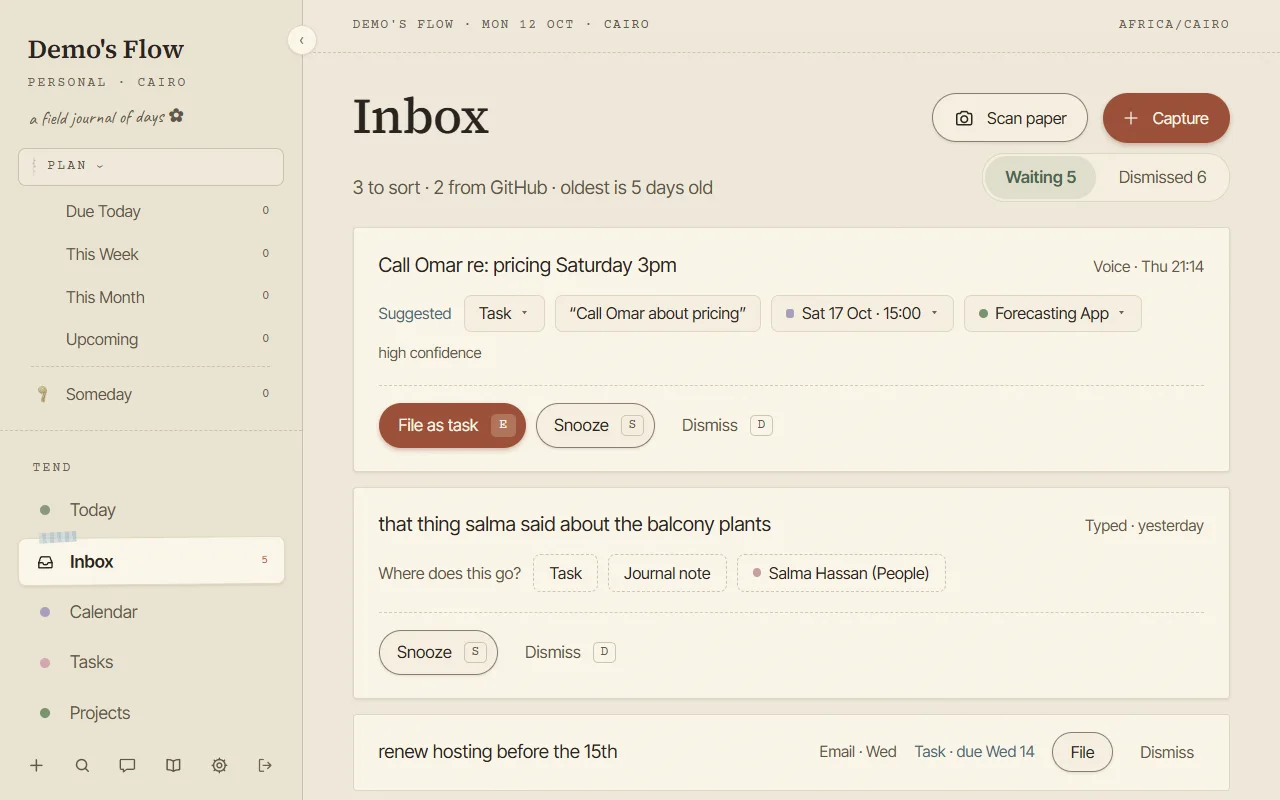 Demo's Flow
PERSONAL · CAIRO
a field journal of days ✿
PLAN
Due Today 0
This Week 0
This Month 0
Upcoming 0
Someday 0
TEND
Today
Inbox 5
Calendar
Tasks
Projects
DEMO'S FLOW · MON 12 OCT · CAIRO
AFRICA/CAIRO
Inbox
Scan paper
Capture
3 to sort · 2 from GitHub · oldest is 5 days old
Waiting 5
Dismissed 6
Call Omar re: pricing Saturday 3pm
Voice · Thu 21:14
Suggested Task “Call Omar about pricing” Sat 17 Oct · 15:00 Forecasting App
high confidence
File as task E Snooze S Dismiss D
that thing salma said about the balcony plants
Typed · yesterday
Where does this go? Task Journal note Salma Hassan (People)
Snooze S Dismiss D
renew hosting before the 15th
Email · Wed Task · due Wed 14 File Dismiss